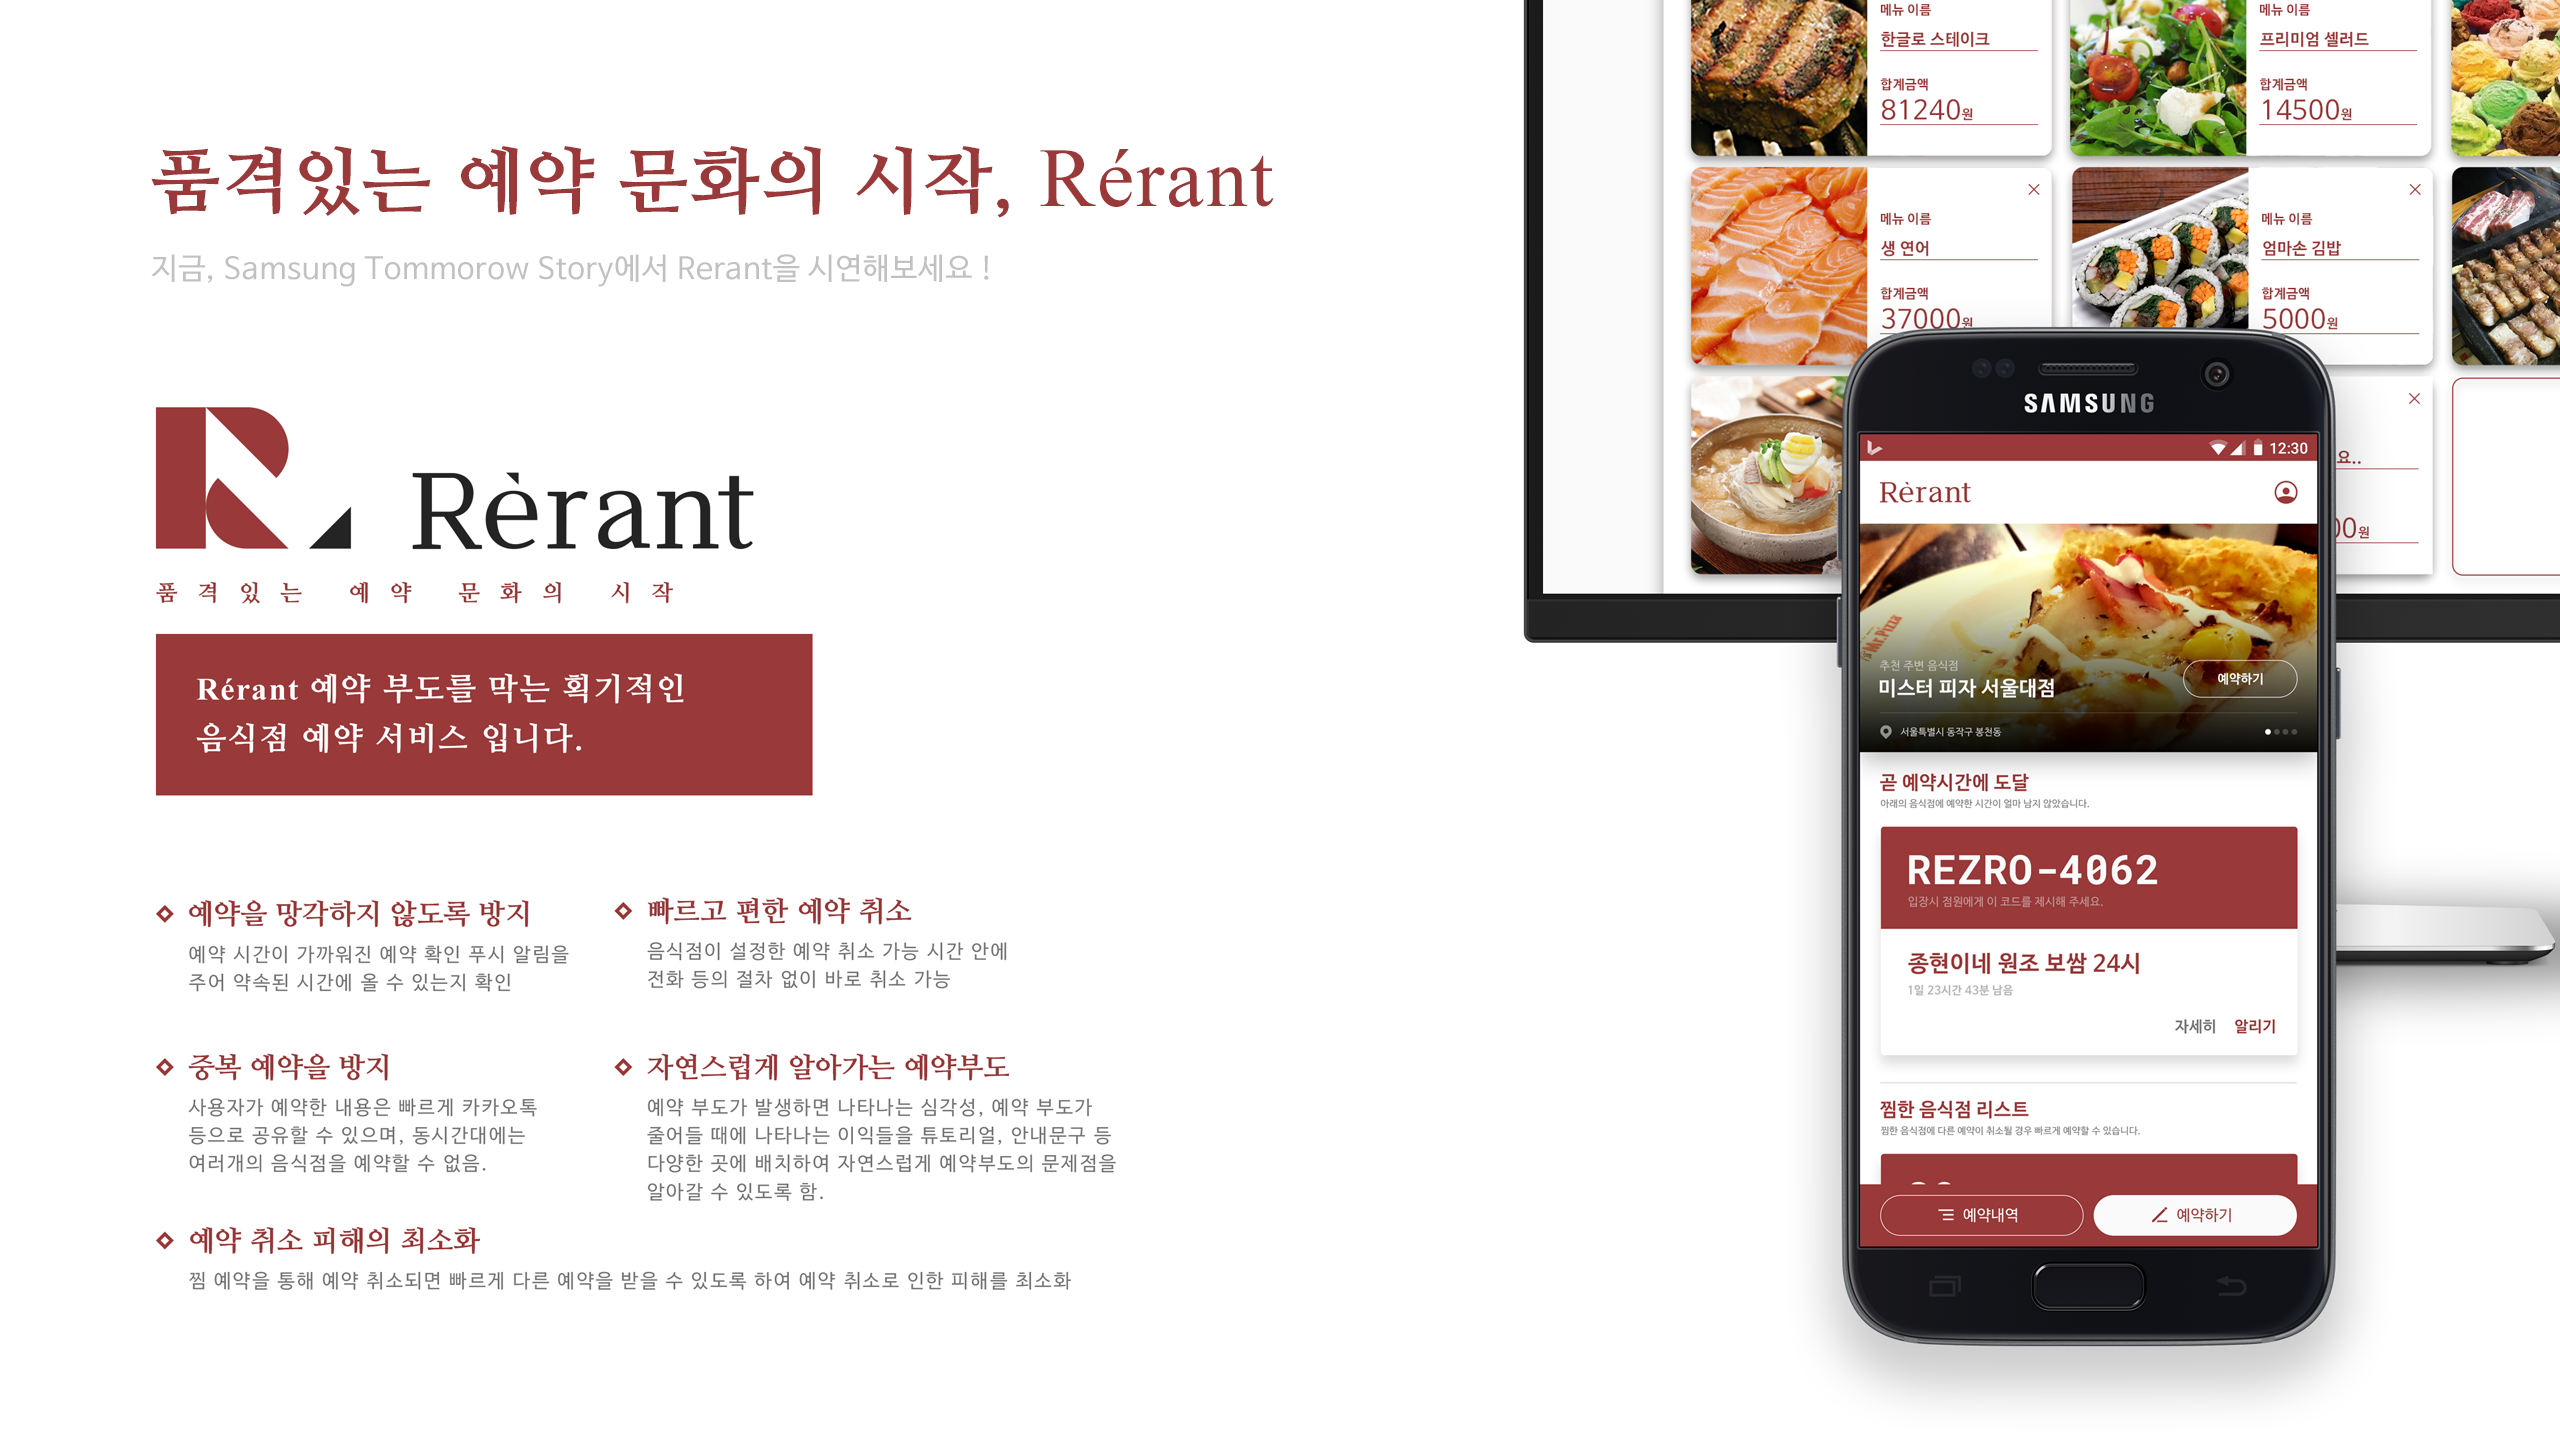 품격있는 예약 문화의 시작, Rérant
지금, Samsung Tommorow Story에서 Rerant을 시연해보세요 !
Rèrant
품격있는 예약 문화의 시작
Rérant 예약 부도를 막는 획기적인
음식점 예약 서비스 입니다.
예약을 망각하지 않도록 방지
예약 시간이 가까워진 예약 확인 푸시 알림을
주어 약속된 시간에 올 수 있는지 확인
빠르고 편한 예약 취소
음식점이 설정한 예약 취소 가능 시간 안에
전화 등의 절차 없이 바로 취소 가능
중복 예약을 방지
사용자가 예약한 내용은 빠르게 카카오톡
등으로 공유할 수 있으며, 동시간대에는
여러개의 음식점을 예약할 수 없음.
자연스럽게 알아가는 예약부도
예약 부도가 발생하면 나타나는 심각성, 예약 부도가
줄어들 때에 나타나는 이익들을 튜토리얼, 안내문구 등
다양한 곳에 배치하여 자연스럽게 예약부도의 문제점을
알아갈 수 있도록 함.
예약 취소 피해의 최소화
찜 예약을 통해 예약 취소되면 빠르게 다른 예약을 받을 수 있도록 하여 예약 취소로 인한 피해를 최소화
메뉴 이름
한글로 스테이크
합계금액
81240원
메뉴 이름
프리미엄 셀러드
합계금액
14500원
메뉴 이름
생 연어
합계금액
37000원
메뉴 이름
엄마손 김밥
합계금액
5000원
요..
00원
SAMSUNG
12:30
Rèrant
Mr.Pizza
추천 주변 음식점
미스터 피자 서울대점
예약하기
서울특별시 동작구 봉천동
곧 예약시간에 도달
아래의 음식점에 예약한 시간이 얼마 남지 않았습니다.
REZRO-4062
입장시 점원에게 이 코드를 제시해 주세요.
종현이네 원조 보쌈 24시
1일 23시간 43분 남음
자세히 알리기
찜한 음식점 리스트
찜한 음식점에 다른 예약이 취소될 경우 빠르게 예약할 수 있습니다.
예약내역
예약하기